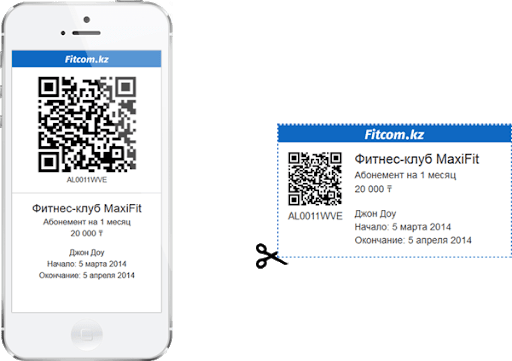 Fitcom.kz
AL0011WVE
Фитнес-клуб MaxiFit
Абонемент на 1 месяц
20 000 ₸
Джон Доу
Начало: 5 марта 2014
Окончание: 5 апреля 2014
Fitcom.kz
AL0011WVE
Фитнес-клуб MaxiFit
Абонемент на 1 месяц
20 000 ₸
Джон Доу
Начало: 5 марта 2014
Окончание: 5 апреля 2014